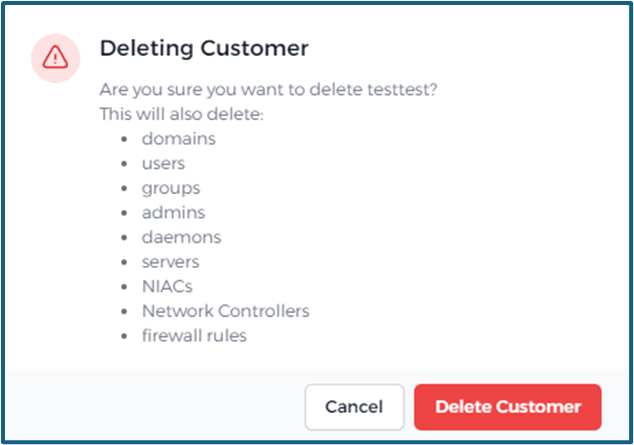 Deleting Customer
Are you sure you want to delete testtest?
This will also delete:
• domains
• users
• groups
• admins
• daemons
• servers
• NIACs
• Network Controllers
• firewall rules
Cancel
Delete Customer